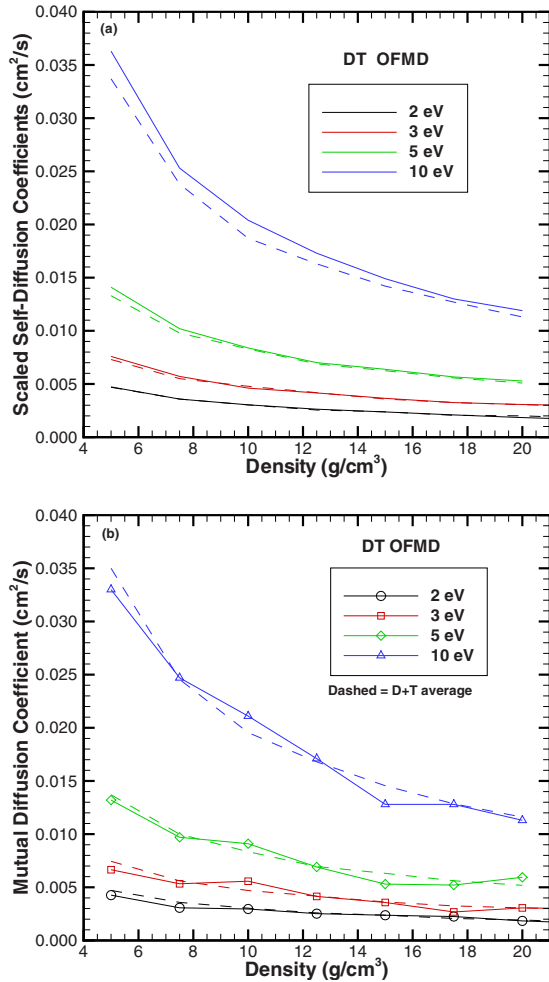 (a)
DT OFMD
2 eV
3 eV
5 eV
10 eV
Scaled Self-Diffusion Coefficients (cm²/s)
0.040
0.035
0.030
0.025
0.020
0.015
0.010
0.005
0.000
4 6 8 10 12 14 16 18 20
Density (g/cm³)
(b)
DT OFMD
2 eV
3 eV
5 eV
10 eV
Dashed = D+T average
Mutual Diffusion Coefficient (cm²/s)
0.040
0.035
0.030
0.025
0.020
0.015
0.010
0.005
0.000
4 6 8 10 12 14 16 18 20
Density (g/cm³)